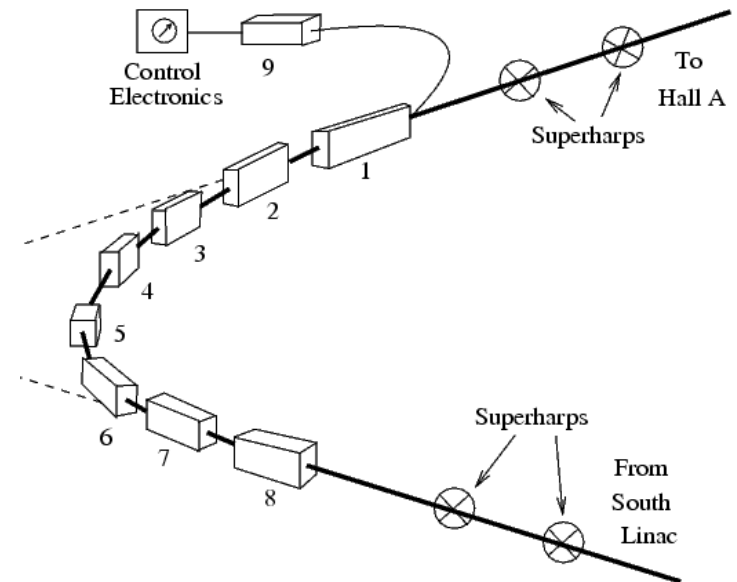 Control
Electronics
9
To
Hall A
Superharps
1
2
3
4
5
6
7
8
Superharps
From
South
Linac